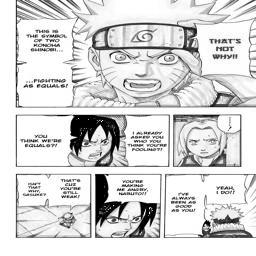 THAT'S
NOT
WHY!!
THIS IS
THE SYMBOL
OF TWO
KONOHA
SHINOBI...
...FIGHTING
AS EQUALS!
I ALREADY
ASKED YOU
WHO YOU
THINK YOU'RE
FOOLING?!
YOU
THINK WE'RE
EQUALS?!
YEAH,
I DO!!
I'VE
ALWAYS
BEEN AS
GOOD
AS YOU!
YOU'RE
MAKING
ME ANGRY,
NARUTO!!
THAT'S
CUZ
YOU'RE
STILL
WEAK!
ISN'T
THAT
WHY,
SASUKE?